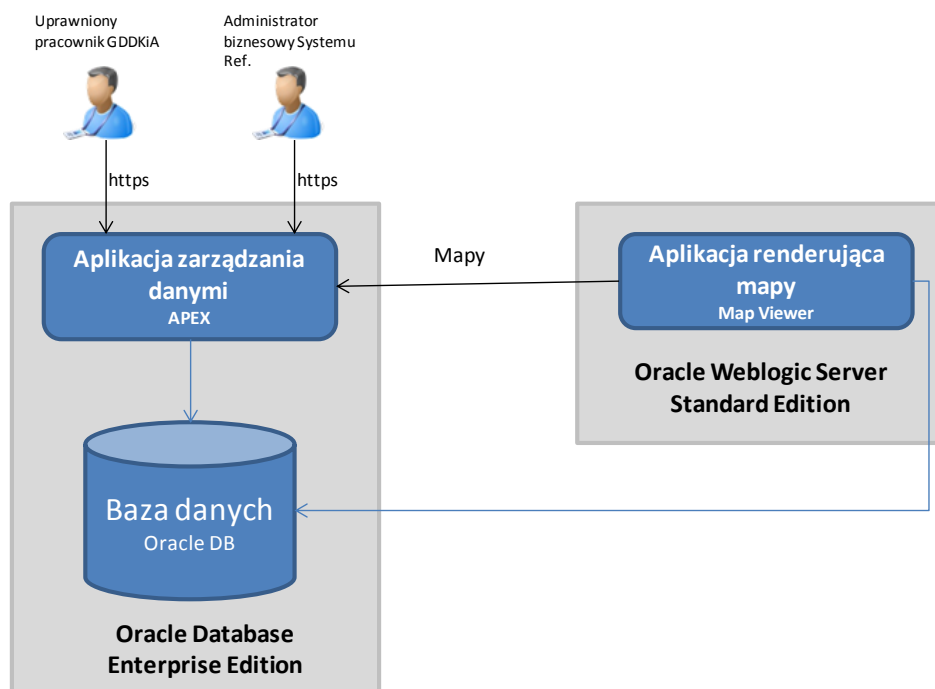 Uprawniony
pracownik GDDKiA
Administrator
biznesowy Systemu
Ref.
https
https
Aplikacja zarządzania
danymi
APEX
Mapy
Aplikacja renderująca
mapy
Map Viewer
Oracle Weblogic Server
Standard Edition
Baza danych
Oracle DB
Oracle Database
Enterprise Edition